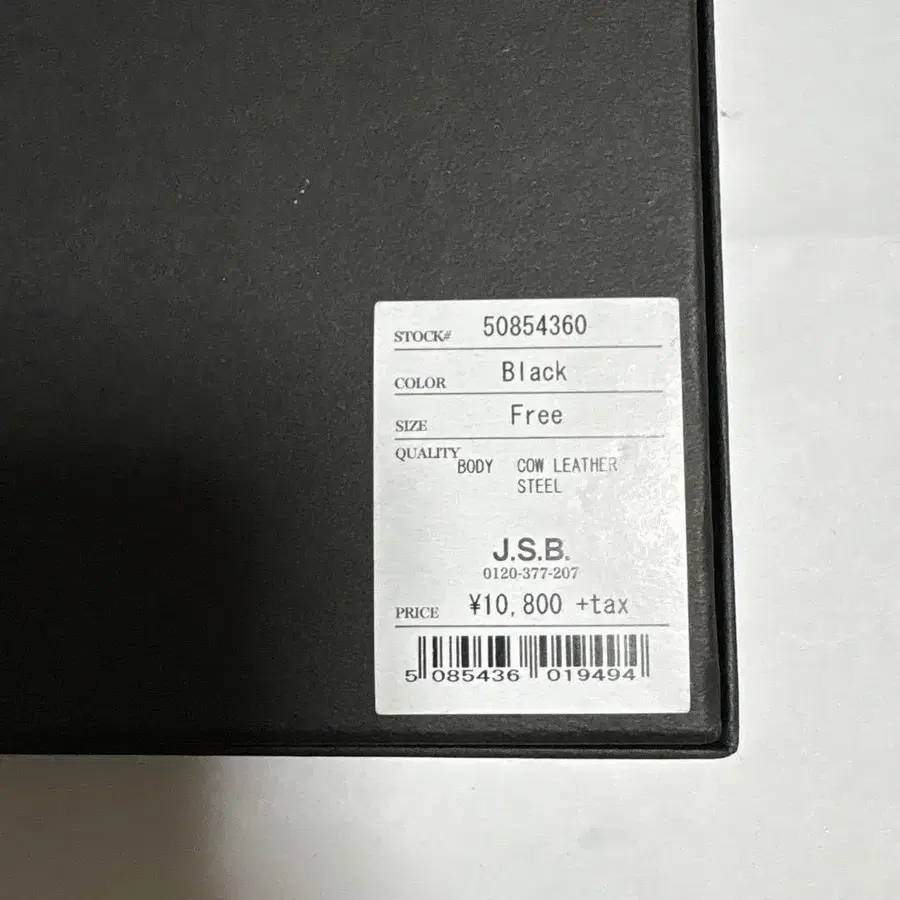 STOCK# 50854360
COLOR Black
SIZE Free
QUALITY
BODY COW LEATHER
STEEL
J.S.B.
0120-377-207
PRICE ¥10,800 +tax
5 085436 019494